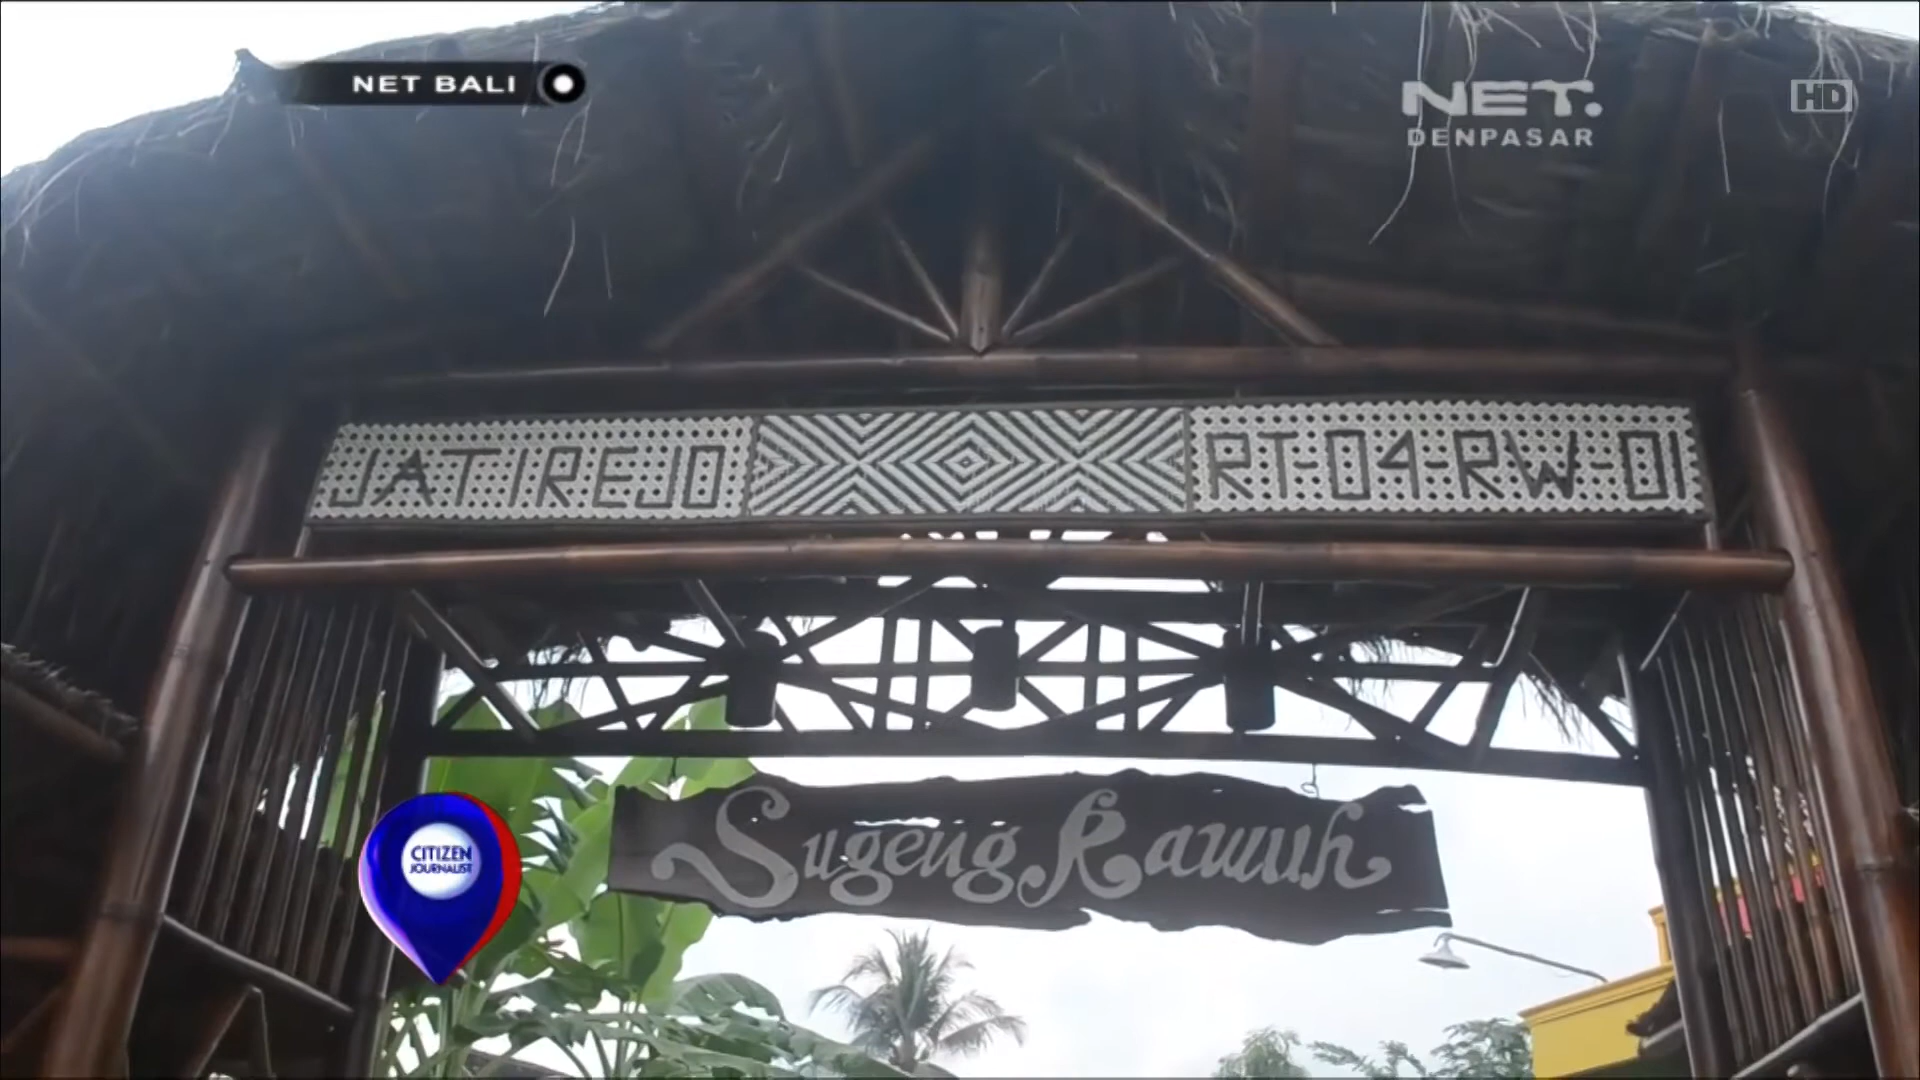 NET BALI
NET.
DENPASAR
HD
JATIREJO RT-04-RW-01
Sugeng Rawuh
CITIZEN
JOURNALIST